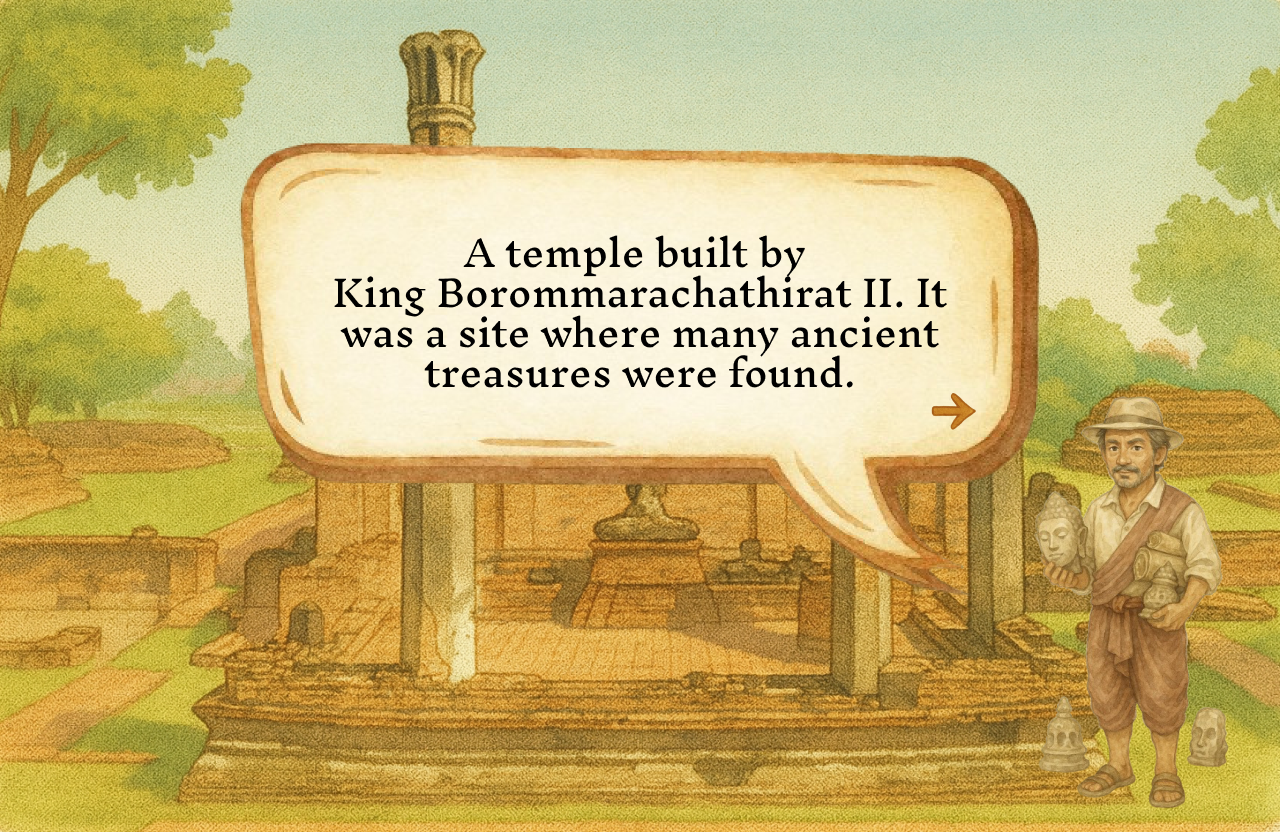 A temple built by
King Borommarachathirat II. It
was a site where many ancient
treasures were found.